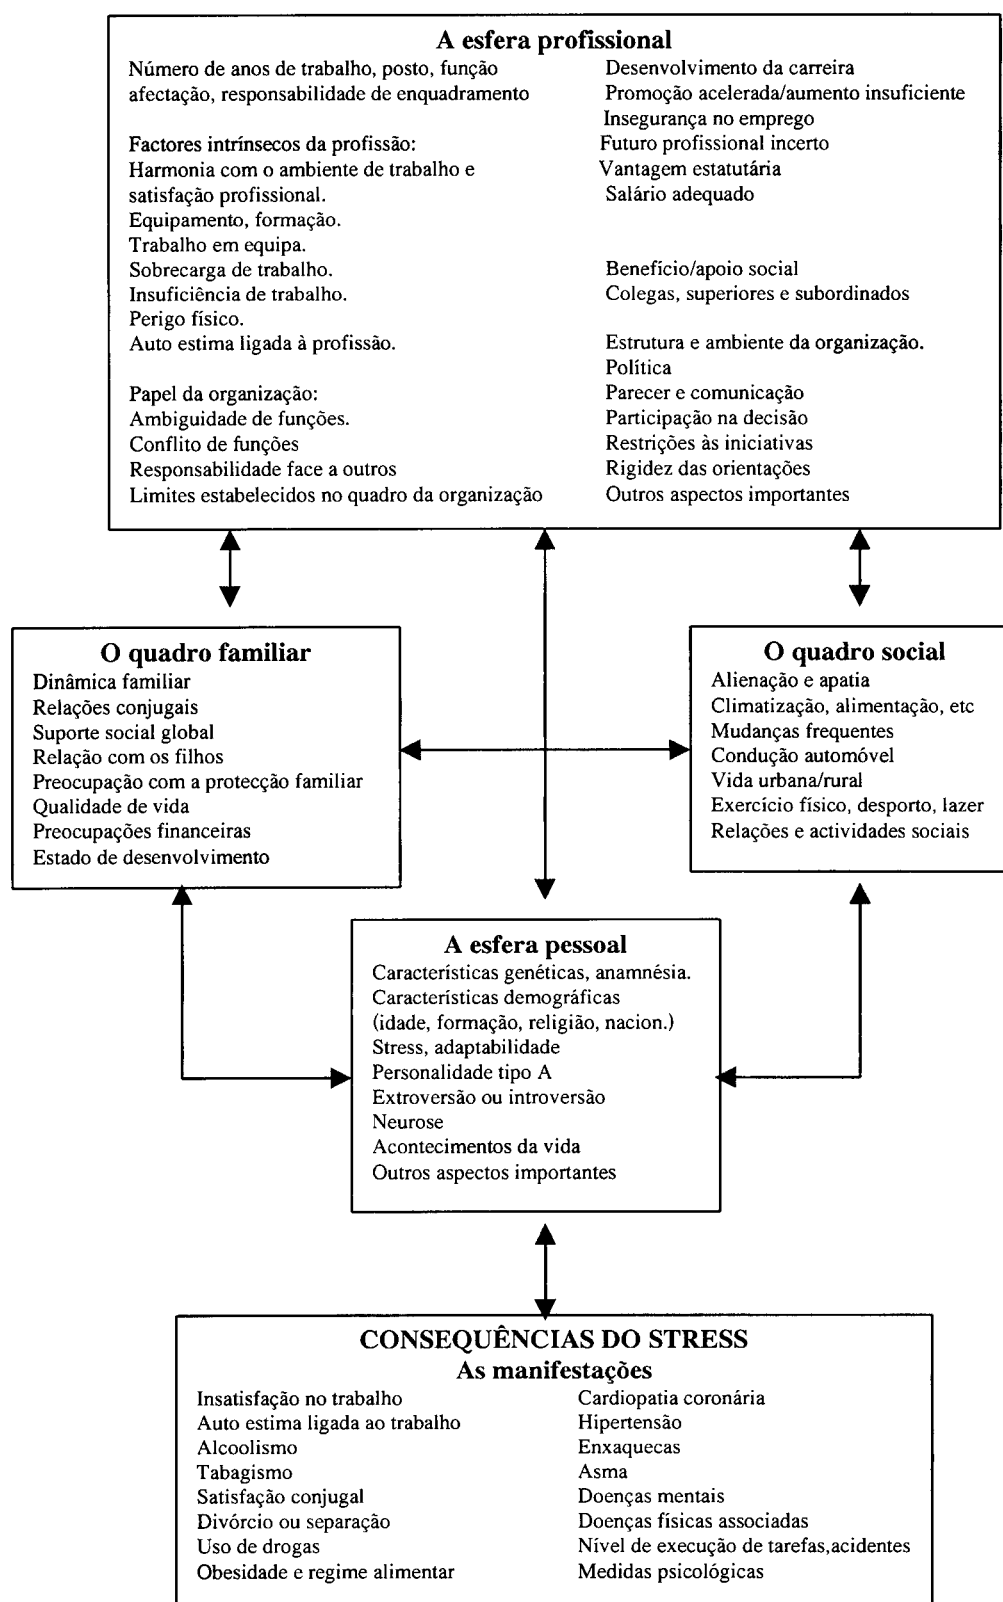 A esfera profissional
Número de anos de trabalho, posto, função
afectação, responsabilidade de enquadramento
Factores intrínsecos da profissão:
Harmonia com o ambiente de trabalho e
satisfação profissional.
Equipamento, formação.
Trabalho em equipa.
Sobrecarga de trabalho.
Insuficiência de trabalho.
Perigo físico.
Auto estima ligada à profissão.
Papel da organização:
Ambiguidade de funções.
Conflito de funções
Responsabilidade face a outros
Limites estabelecidos no quadro da organização
Desenvolvimento da carreira
Promoção acelerada/aumento insuficiente
Insegurança no emprego
Futuro profissional incerto
Vantagem estatutária
Salário adequado
Benefício/apoio social
Colegas, superiores e subordinados
Estrutura e ambiente da organização.
Política
Parecer e comunicação
Participação na decisão
Restrições às iniciativas
Rigidez das orientações
Outros aspectos importantes
O quadro familiar
Dinâmica familiar
Relações conjugais
Suporte social global
Relação com os filhos
Preocupação com a protecção familiar
Qualidade de vida
Preocupações financeiras
Estado de desenvolvimento
O quadro social
Alienação e apatia
Climatização, alimentação, etc
Mudanças frequentes
Condução automóvel
Vida urbana/rural
Exercício físico, desporto, lazer
Relações e actividades sociais
A esfera pessoal
Características genéticas, anamnésia.
Características demográficas
(idade, formação, religião, nacion.)
Stress, adaptabilidade
Personalidade tipo A
Extroversão ou introversão
Neurose
Acontecimentos da vida
Outros aspectos importantes
CONSEQUÊNCIAS DO STRESS
As manifestações
Insatisfação no trabalho
Auto estima ligada ao trabalho
Alcoolismo
Tabagismo
Satisfação conjugal
Divórcio ou separação
Uso de drogas
Obesidade e regime alimentar
Cardiopatia coronária
Hipertensão
Enxaquecas
Asma
Doenças mentais
Doenças físicas associadas
Nível de execução de tarefas,acidentes
Medidas psicológicas